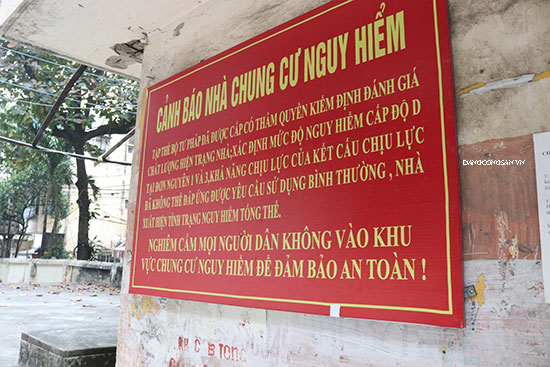 CẢNH BÁO NHÀ CHUNG CƯ NGUY HIỂM
TẬP THỂ BỘ TƯ PHÁP ĐÃ ĐƯỢC CẤP CÓ THẨM QUYỀN KIỂM ĐỊNH ĐÁNH GIÁ
CHẤT LƯỢNG HIỆN TRẠNG NHÀ;XÁC ĐỊNH MỨC ĐỘ NGUY HIỂM CẤP ĐỘ D
TẠI ĐƠN NGUYÊN 1 VÀ 3,KHẢ NĂNG CHỊU LỰC CỦA KẾT CẤU CHỊU LỰC
ĐÃ KHÔNG THỂ ĐÁP ỨNG ĐƯỢC YÊU CẦU SỬ DỤNG BÌNH THƯỜNG , NHÀ
XUẤT HIỆN TÌNH TRẠNG NGUY HIỂM TỔNG THỂ.
NGHIÊM CẤM MỌI NGƯỜI DÂN KHÔNG VÀO KHU
VỰC CHUNG CƯ NGUY HIỂM ĐỂ ĐẢM BẢO AN TOÀN !
DANGCONGSAN.VN
BTONG